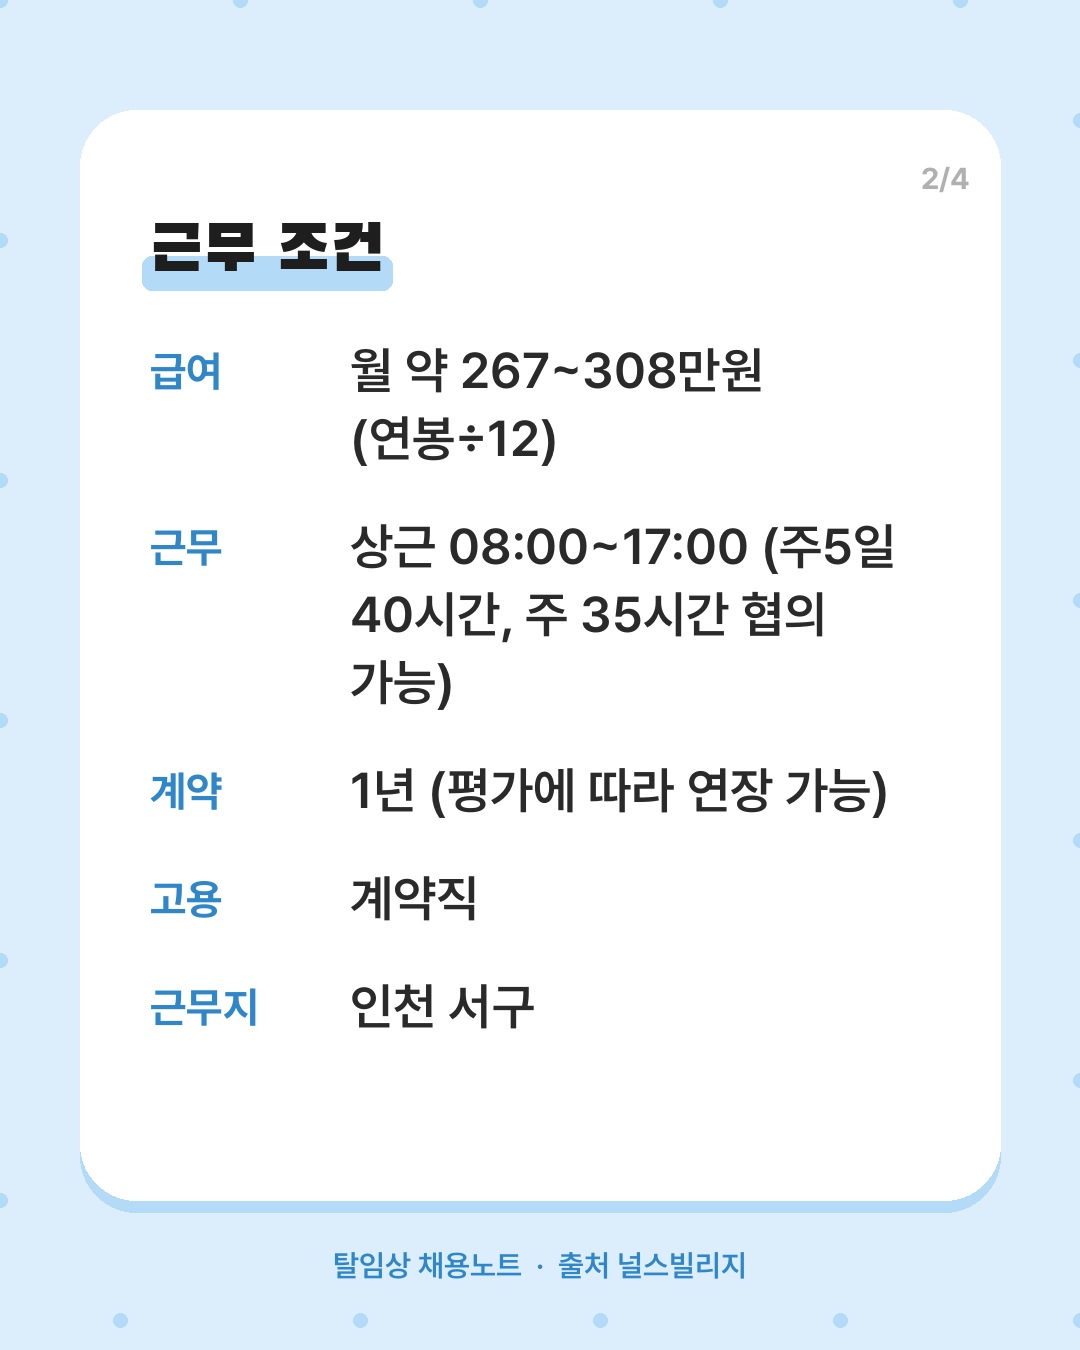 2/4
근무 조건
급여 월 약 267~308만원
(연봉÷12)
근무 상근 08:00~17:00 (주5일
40시간, 주 35시간 협의
가능)
계약 1년 (평가에 따라 연장 가능)
고용 계약직
근무지 인천 서구
탈임상 채용노트 · 출처 널스빌리지